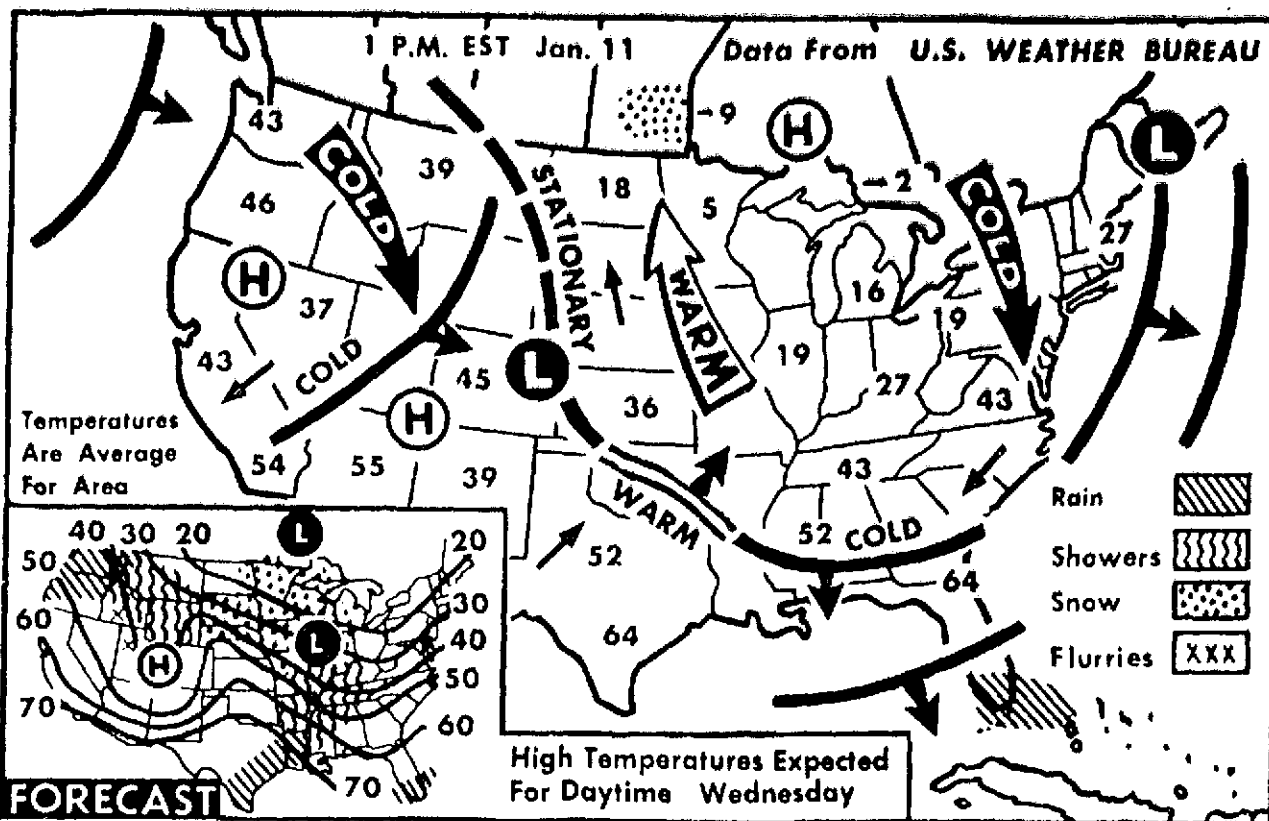 1 P.M. EST Jan. 11 Data From U.S. WEATHER BUREAU
43
COLD
39
STATIONARY
18
-9
H
-2
COLD
L
46
5
27
H
37
WARM
16
19
43
COLD
45
L
36
19
27
43
H
Temperatures
Are Average
For Area
54
55
39
WARM
43
52
COLD
52
64
64
Rain
Showers
Snow
Flurries XXX
40 30 20
L
20
50
30
60
L
40
H
50
70
60
70
FORECAST
High Temperatures Expected
For Daytime Wednesday